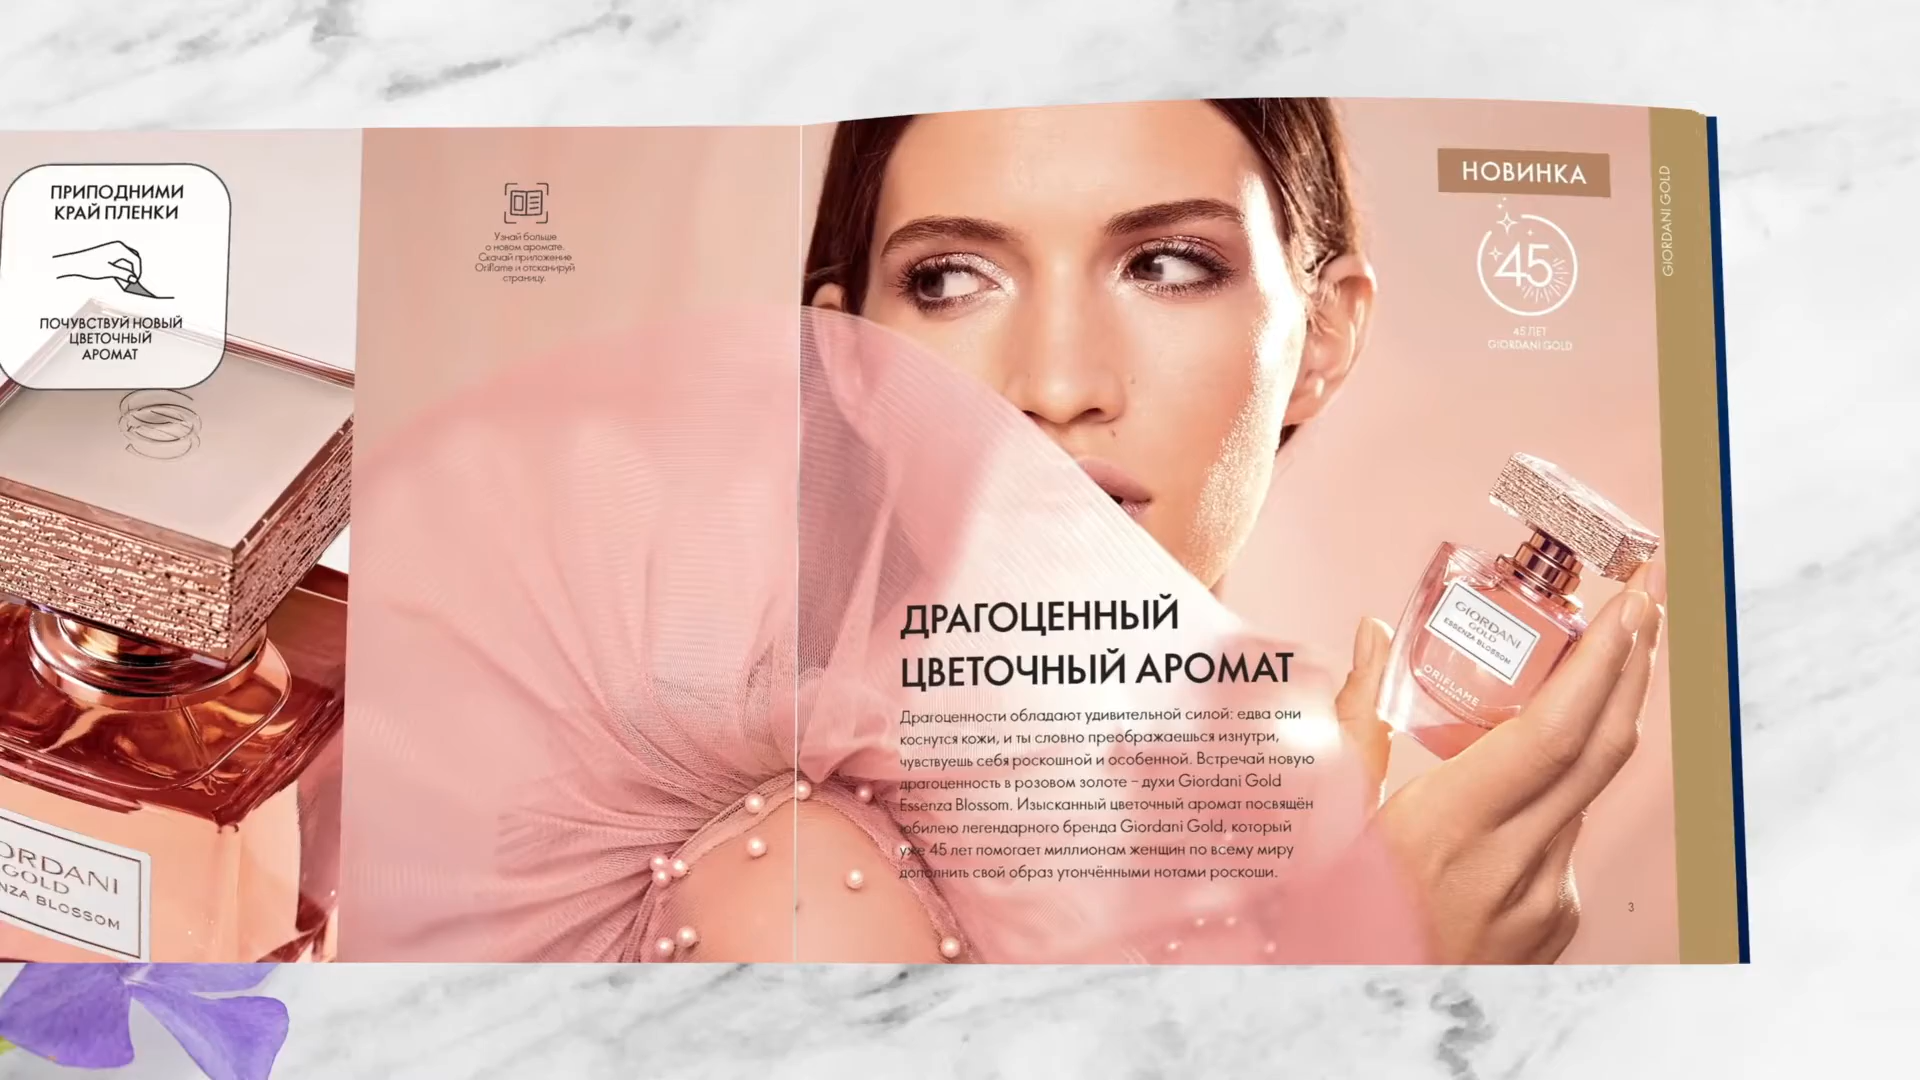 ПРИПОДНИМИ
КРАЙ ПЛЕНКИ
ПОЧУВСТВУЙ НОВЫЙ
ЦВЕТОЧНЫЙ
АРОМАТ
ORDANI
GOLD
NZA BLOSSOM
Узнай больше
о новом аромате.
Скачай приложение
Oriflame и отсканируй
страницу.
НОВИНКА
45
45 ЛЕТ
GIORDANI GOLD
GIORDANI GOLD
GIORDANI
GOLD
ESSENZA BLOSSOM
ORIFLAME
SWEDEN
ДРАГОЦЕННЫЙ
ЦВЕТОЧНЫЙ АРОМАТ
Драгоценности обладают удивительной силой: едва они
коснутся кожи, и ты словно преображаешься изнутри,
чувствуешь себя роскошной и особенной. Встречай новую
драгоценность в розовом золоте – духи Giordani Gold
Essenza Blossom. Изысканный цветочный аромат посвящён
юбилею легендарного бренда Giordani Gold, который
уже 45 лет помогает миллионам женщин по всему миру
дополнить свой образ утончёнными нотами роскоши.
3